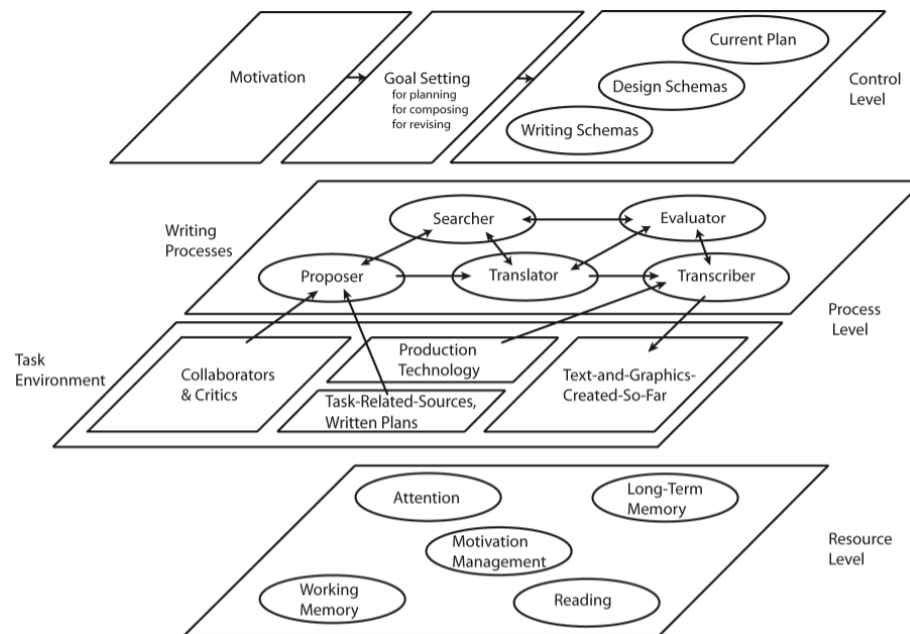 Motivation
Goal Setting
for planning
for composing
for revising
Current Plan
Design Schemas
Writing Schemas
Control
Level
Writing
Processes
Searcher
Evaluator
Proposer
Translator
Transcriber
Process
Level
Task
Environment
Collaborators
& Critics
Production
Technology
Task-Related-Sources,
Written Plans
Text-and-Graphics-
Created-So-Far
Attention
Long-Term
Memory
Motivation
Management
Working
Memory
Reading
Resource
Level